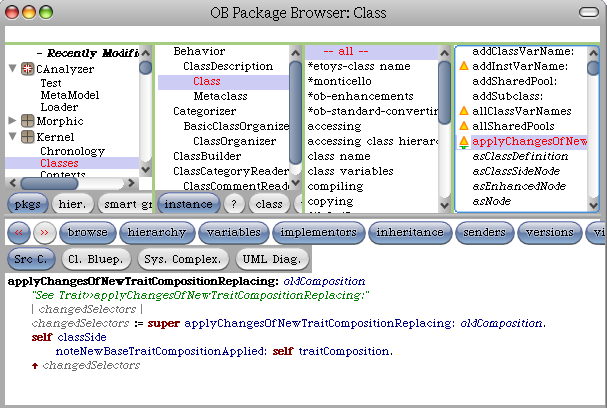 OB Package Browser: Class
- Recently Modifi
CAnalyzer
Test
MetaModel
Loader
Morphic
Kernel
Chronology
Classes
Contexts
Behavior
ClassDescription
Class
Metaclass
Categorizer
BasicClassOrganizer
ClassOrganizer
ClassBuilder
ClassCategoryReader
ClassCommentReade
-- all --
*etoys-class name
*monticello
*ob-enhancements
*ob-standard-convertin
accessing
accessing class hierar
class name
class variables
compiling
copying
addClassVarName:
addInstVarName:
addSharedPool:
addSubclass:
allClassVarNames
allSharedPools
applyChangesOfNew
asClassDefinition
asClassSideNode
asEnhancedNode
asNode
pkgs hier. smart gr instance ? class
<< >> browse hierarchy variables implementors inheritance senders versions vi
Src C. Cl. Bluep. Sys. Complex. UML Diag.
applyChangesOfNewTraitCompositionReplacing: oldComposition
"See Trait>>applyChangesOfNewTraitCompositionReplacing:"
| changedSelectors |
changedSelectors := super applyChangesOfNewTraitCompositionReplacing: oldComposition.
self classSide
noteNewBaseTraitCompositionApplied: self traitComposition.
↑ changedSelectors